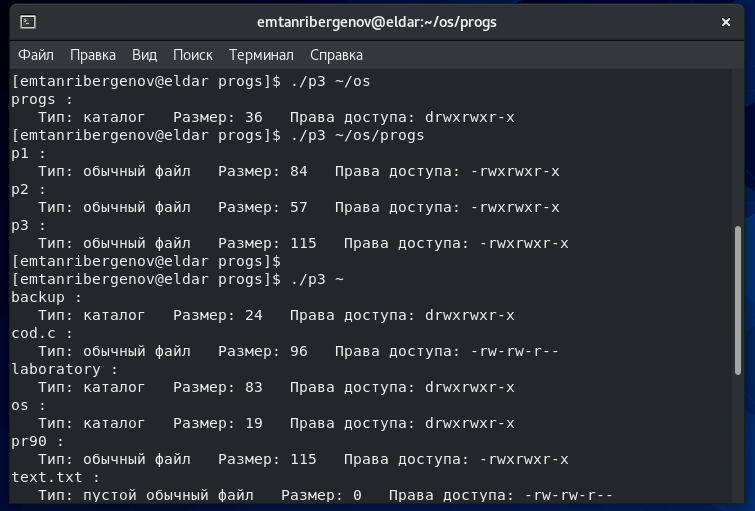 emtanribergenov@eldar:~/os/progs
Файл Правка Вид Поиск Терминал Справка
[emtanribergenov@eldar progs]$ ./p3 ~/os
progs :
   Тип: каталог   Размер: 36   Права доступа: drwxrwxr-x
[emtanribergenov@eldar progs]$ ./p3 ~/os/progs
p1 :
   Тип: обычный файл   Размер: 84   Права доступа: -rwxrwxr-x
p2 :
   Тип: обычный файл   Размер: 57   Права доступа: -rwxrwxr-x
p3 :
   Тип: обычный файл   Размер: 115   Права доступа: -rwxrwxr-x
[emtanribergenov@eldar progs]$
[emtanribergenov@eldar progs]$ ./p3 ~
backup :
   Тип: каталог   Размер: 24   Права доступа: drwxrwxr-x
cod.c :
   Тип: обычный файл   Размер: 96   Права доступа: -rw-rw-r--
laboratory :
   Тип: каталог   Размер: 83   Права доступа: drwxrwxr-x
os :
   Тип: каталог   Размер: 19   Права доступа: drwxrwxr-x
pr90 :
   Тип: обычный файл   Размер: 115   Права доступа: -rwxrwxr-x
text.txt :
   Тип: пустой обычный файл   Размер: 0   Права доступа: -rw-rw-r--